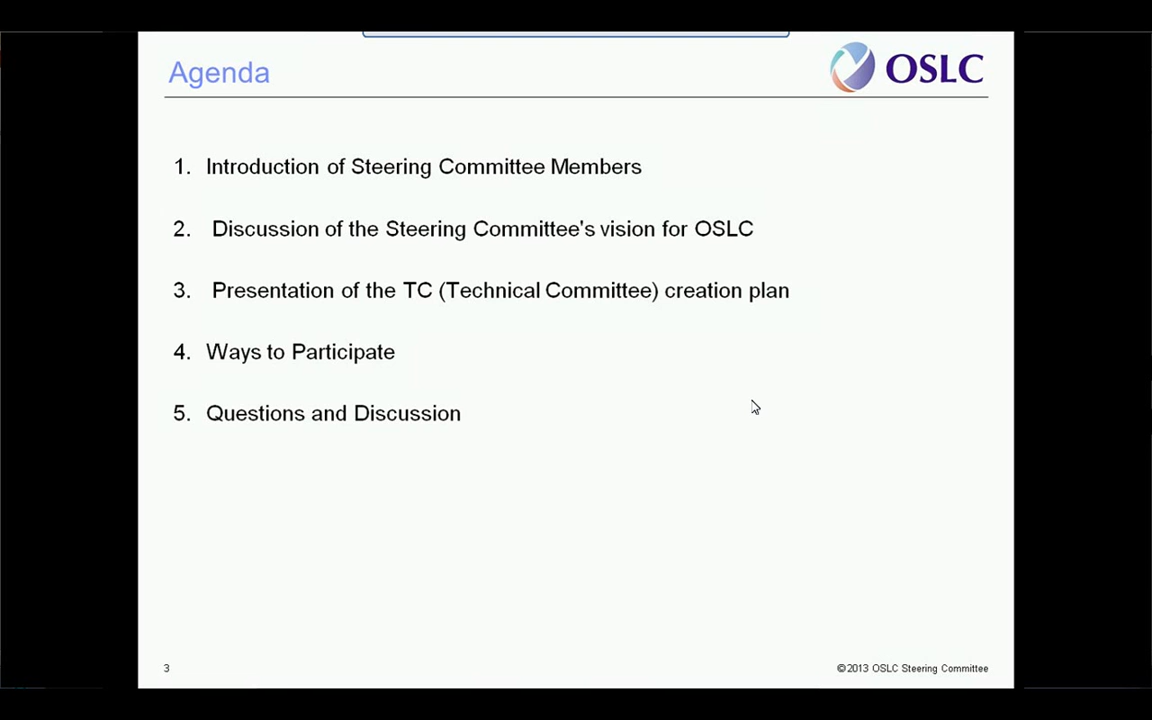 Agenda
OSLC
1. Introduction of Steering Committee Members
2. Discussion of the Steering Committee's vision for OSLC
3. Presentation of the TC (Technical Committee) creation plan
4. Ways to Participate
5. Questions and Discussion
3
©2013 OSLC Steering Committee